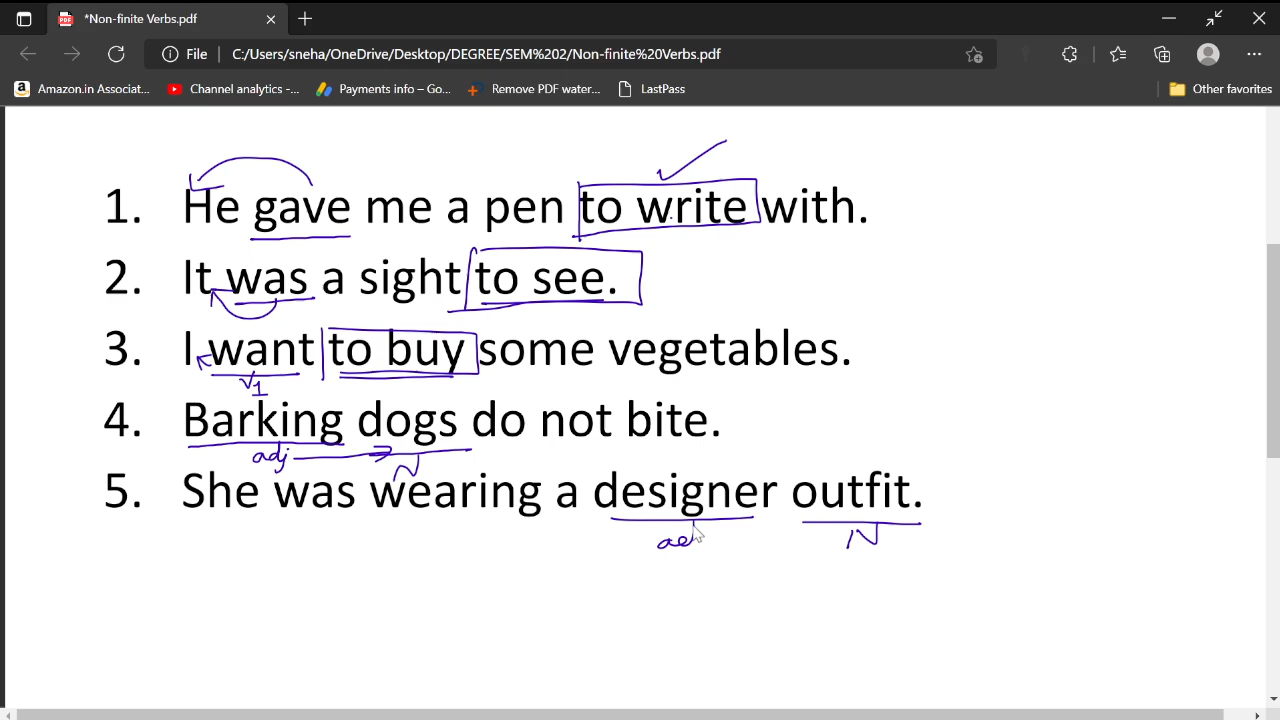 *Non-finite Verbs.pdf
File C:/Users/sneha/OneDrive/Desktop/DEGREE/SEM%202/Non-finite%20Verbs.pdf
Amazon.in Associat... Channel analytics -... Payments info – Go... Remove PDF water... LastPass Other favorites
1. He gave me a pen to write with.
2. It was a sight to see.
3. I want to buy some vegetables.
V1
4. Barking dogs do not bite.
adj N
5. She was wearing a designer outfit.
ad N